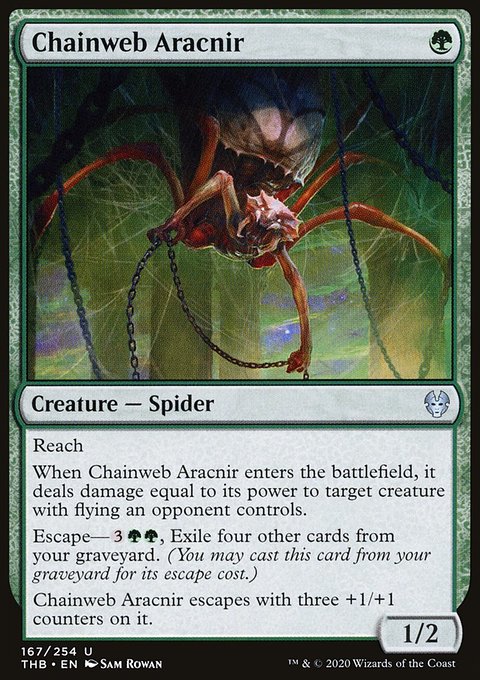 Chainweb Aracnir
Creature — Spider
Reach
When Chainweb Aracnir enters the battlefield, it
deals damage equal to its power to target creature
with flying an opponent controls.
Escape—3, Exile four other cards from
your graveyard. (You may cast this card from your
graveyard for its escape cost.)
Chainweb Aracnir escapes with three +1/+1
counters on it.
1/2
167/254 U
THB • EN Sam Rowan
™ & © 2020 Wizards of the Coast